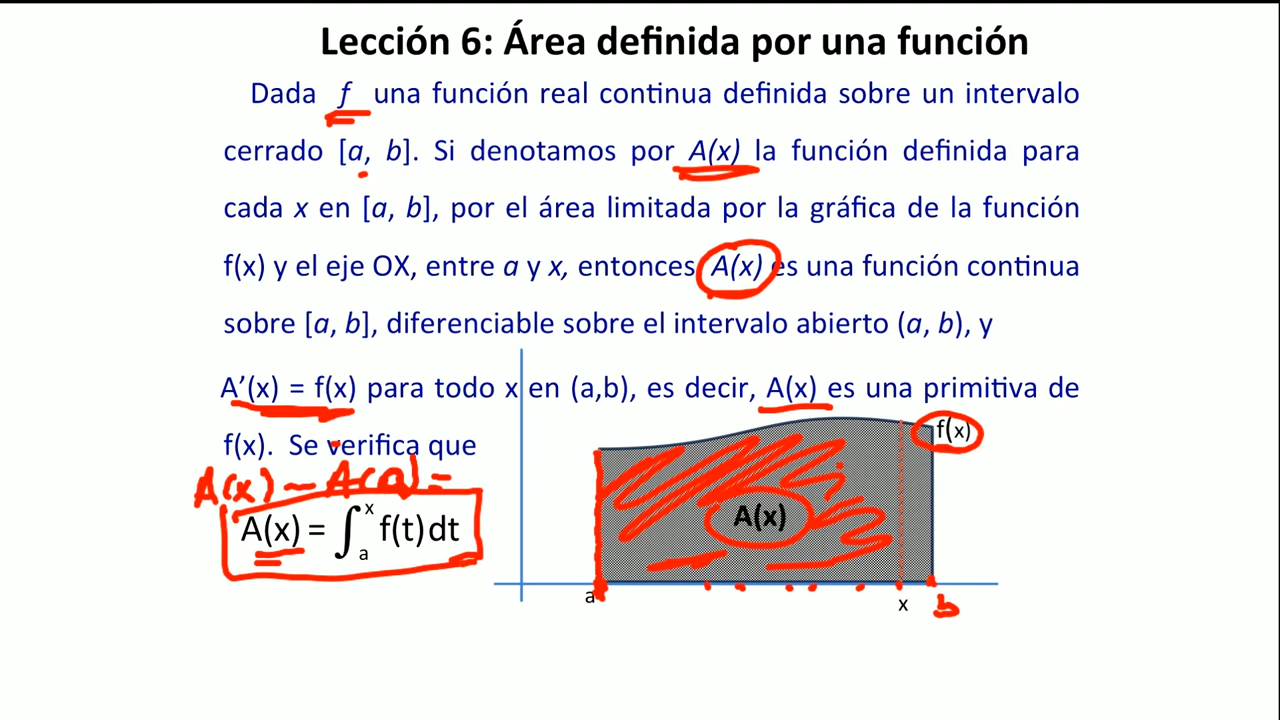 Lección 6: Área definida por una función
Dada f una función real continua definida sobre un intervalo
cerrado [a, b]. Si denotamos por A(x) la función definida para
cada x en [a, b], por el área limitada por la gráfica de la función
f(x) y el eje OX, entre a y x, entonces A(x) es una función continua
sobre [a, b], diferenciable sobre el intervalo abierto (a, b), y
A’(x) = f(x) para todo x en (a,b), es decir, A(x) es una primitiva de
f(x). Se verifica que
f(x)
A(x) – A(a) =
A(x) = ∫ₐˣ f(t) dt
A(x)
a
x
b